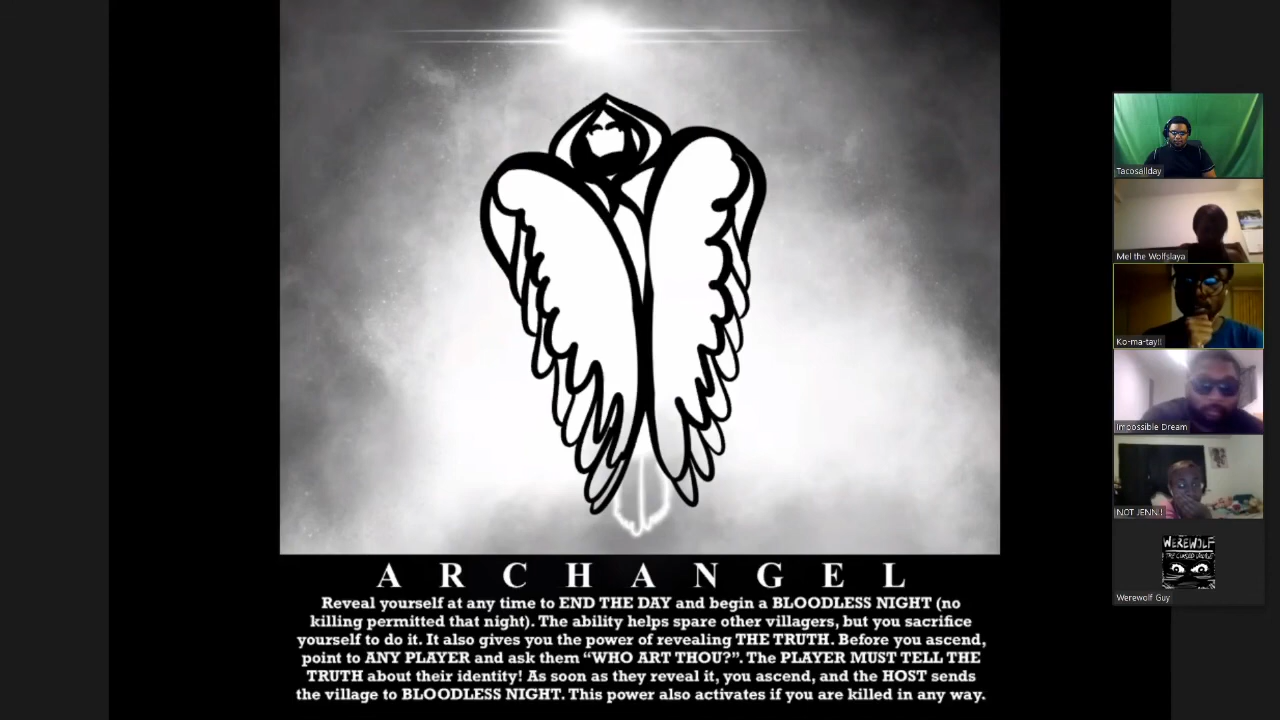 A R C H A N G E L
Reveal yourself at any time to END THE DAY and begin a BLOODLESS NIGHT (no
killing permitted that night). The ability helps spare other villagers, but you sacrifice
yourself to do it. It also gives you the power of revealing THE TRUTH. Before you ascend,
point to ANY PLAYER and ask them “WHO ART THOU?”. The PLAYER MUST TELL THE
TRUTH about their identity! As soon as they reveal it, you ascend, and the HOST sends
the village to BLOODLESS NIGHT. This power also activates if you are killed in any way.
Tacosallday
Mel the Wolfslaya
Ko-ma-tay!!
Impossible Dream
NOT JENN.!
WEREWOLF
Werewolf Guy